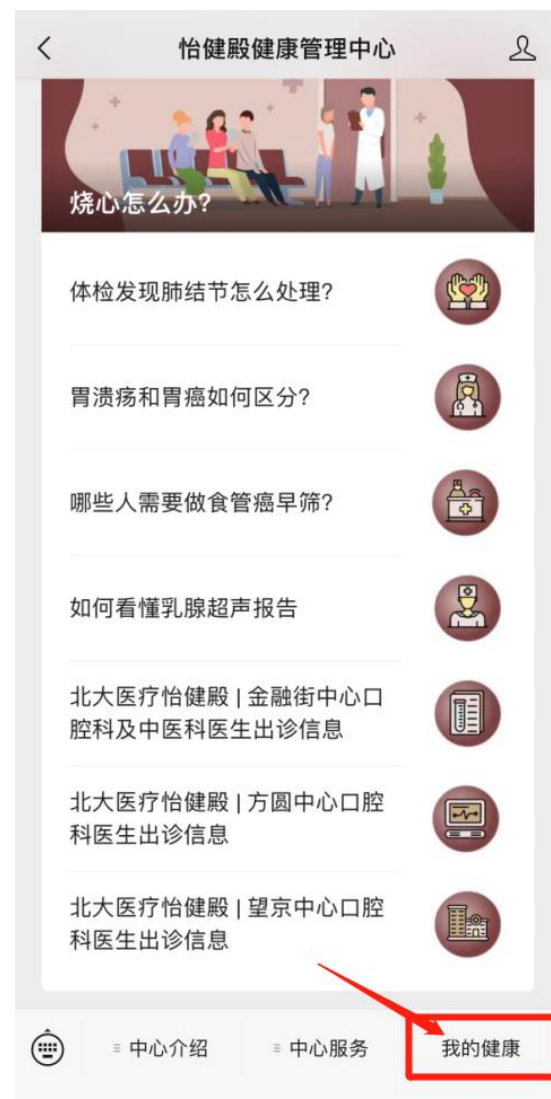 怡健殿健康管理中心
烧心怎么办?
体检发现肺结节怎么处理?
胃溃疡和胃癌如何区分?
哪些人需要做食管癌早筛?
如何看懂乳腺超声报告
北大医疗怡健殿 | 金融街中心口
腔科及中医科医生出诊信息
北大医疗怡健殿 | 方圆中心口腔
科医生出诊信息
北大医疗怡健殿 | 望京中心口腔
科医生出诊信息
中心介绍
中心服务
我的健康